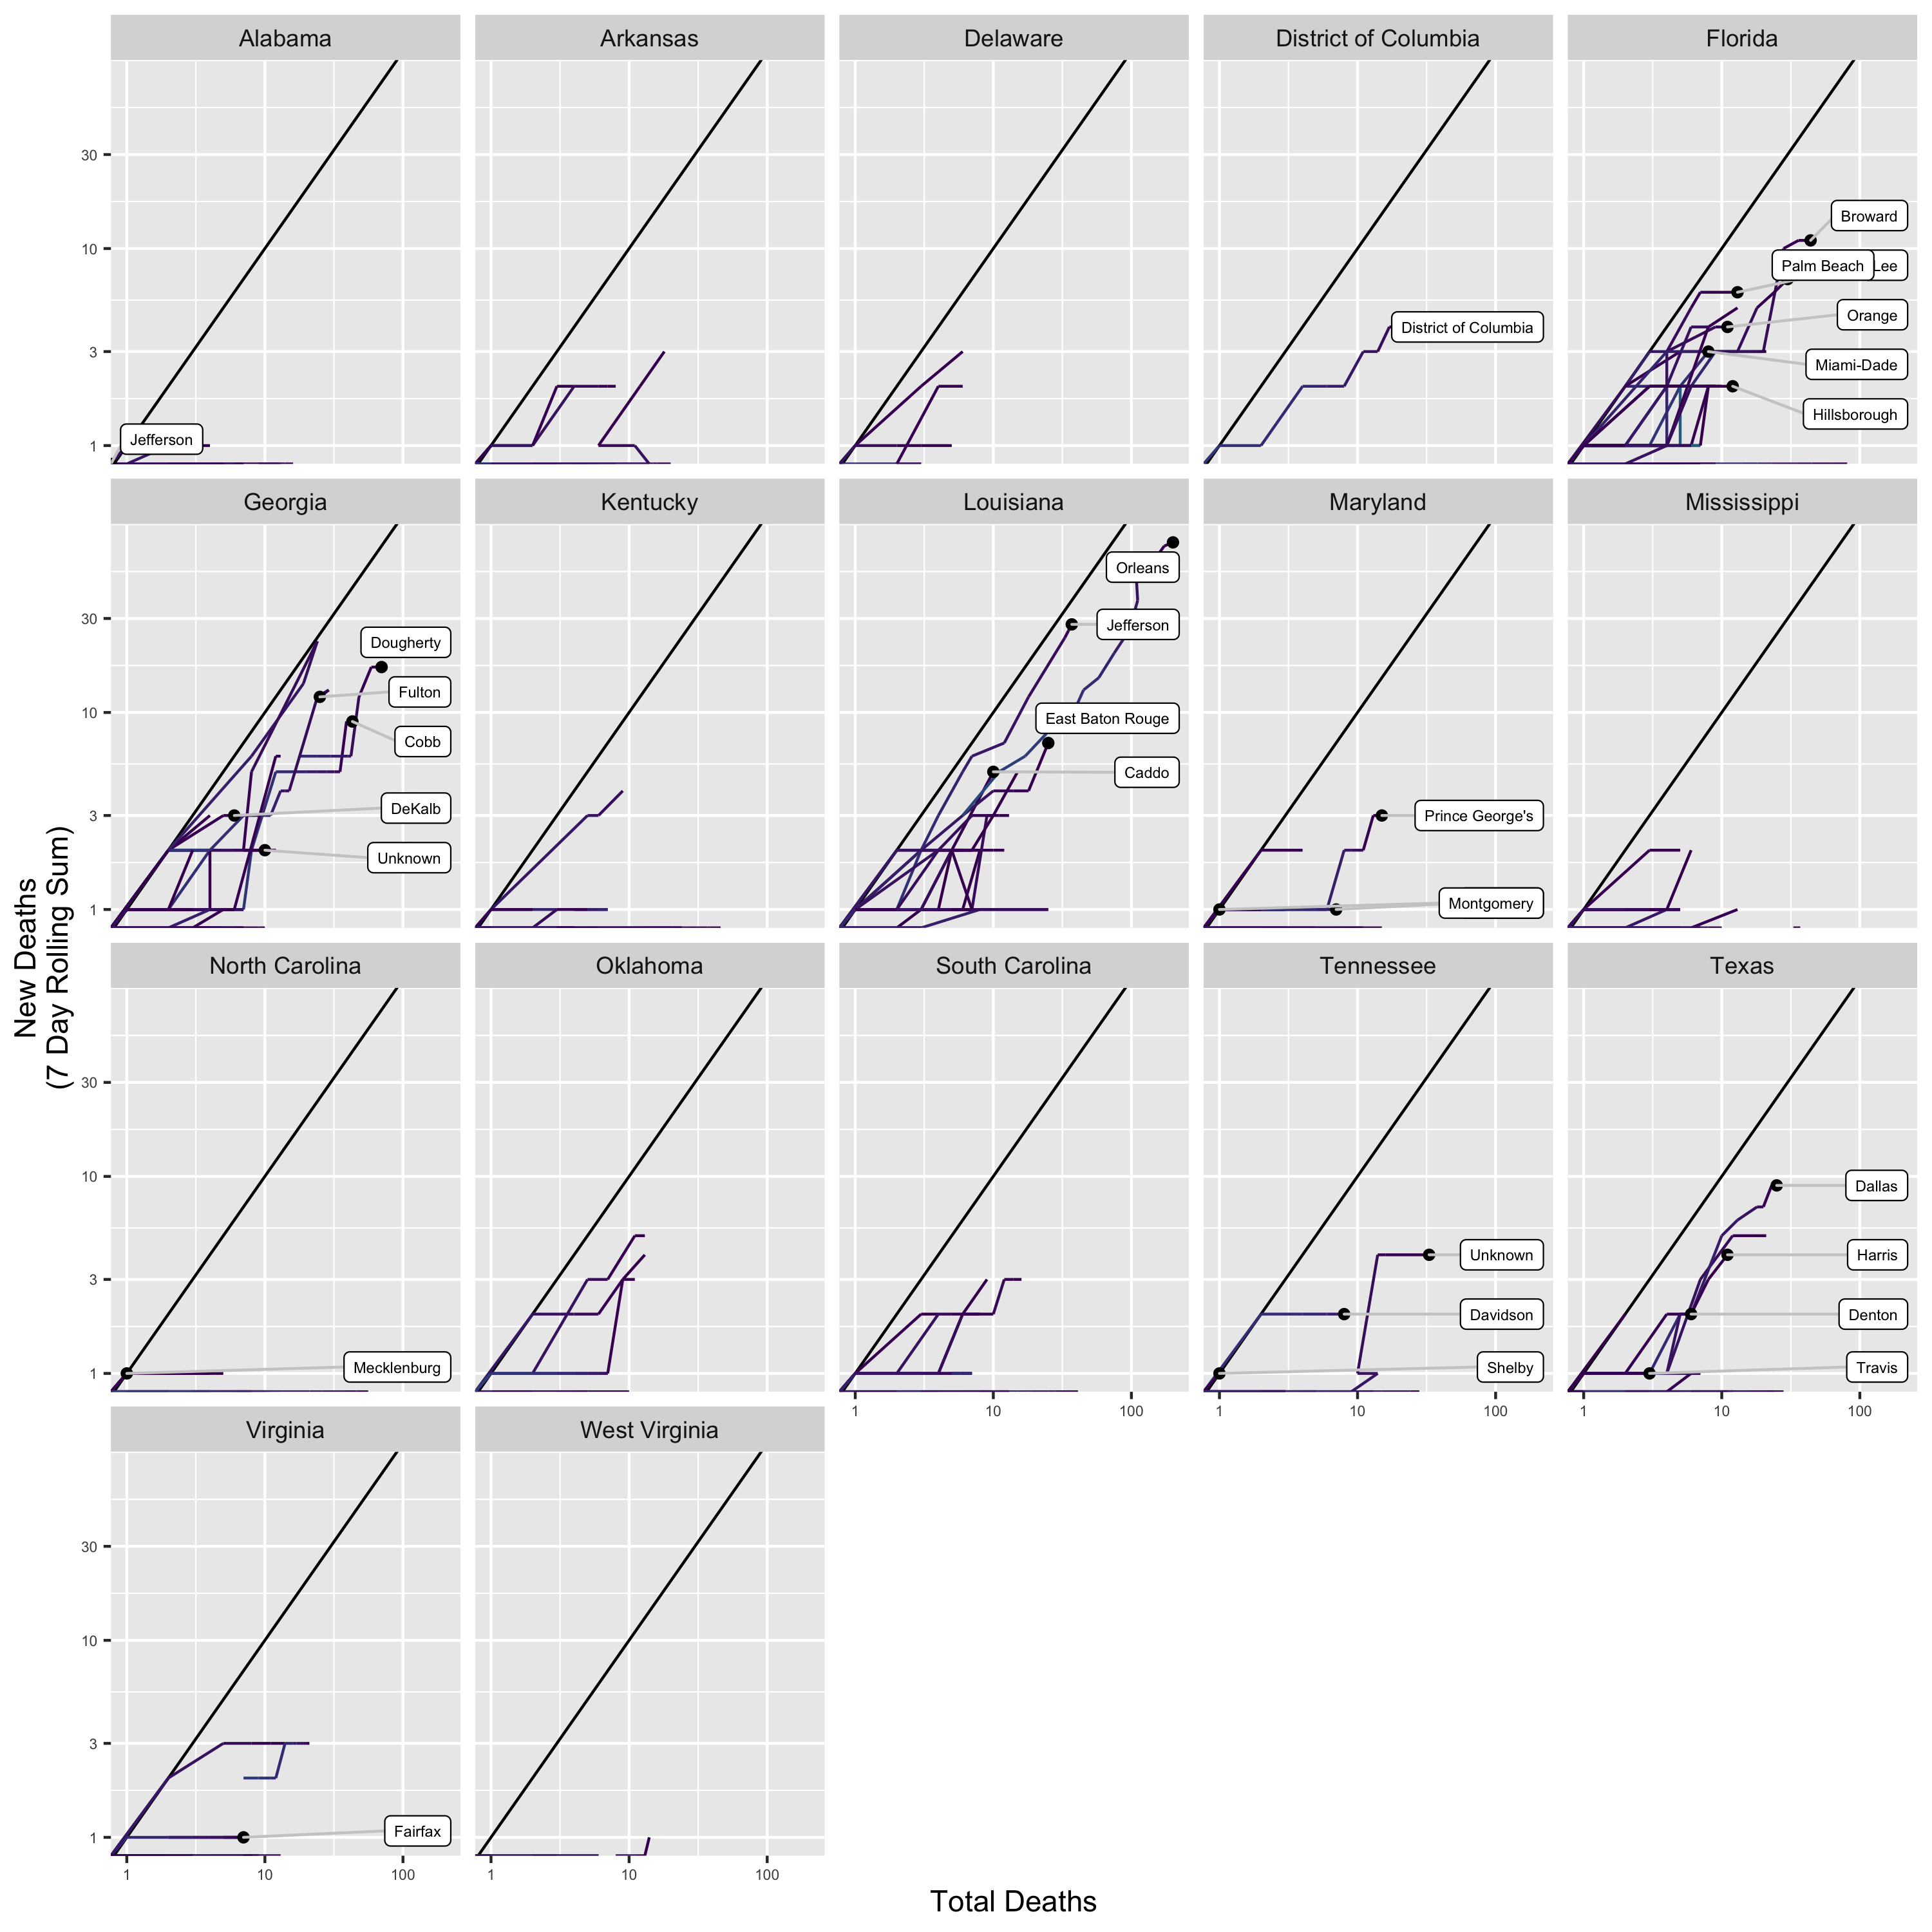 Alabama
Arkansas
Delaware
District of Columbia
Florida
30
10
3
1
Jefferson
District of Columbia
Broward
Palm Beach
Lee
Orange
Miami-Dade
Hillsborough
Georgia
Kentucky
Louisiana
Maryland
Mississippi
30
10
3
1
Dougherty
Fulton
Cobb
DeKalb
Unknown
Orleans
Jefferson
East Baton Rouge
Caddo
Prince George's
Montgomery
New Deaths
(7 Day Rolling Sum)
North Carolina
Oklahoma
South Carolina
Tennessee
Texas
30
10
3
1
Mecklenburg
Unknown
Davidson
Shelby
Dallas
Harris
Denton
Travis
1 10 100
1 10 100
1 10 100
Virginia
West Virginia
30
10
3
1
Fairfax
1 10 100
1 10 100
Total Deaths